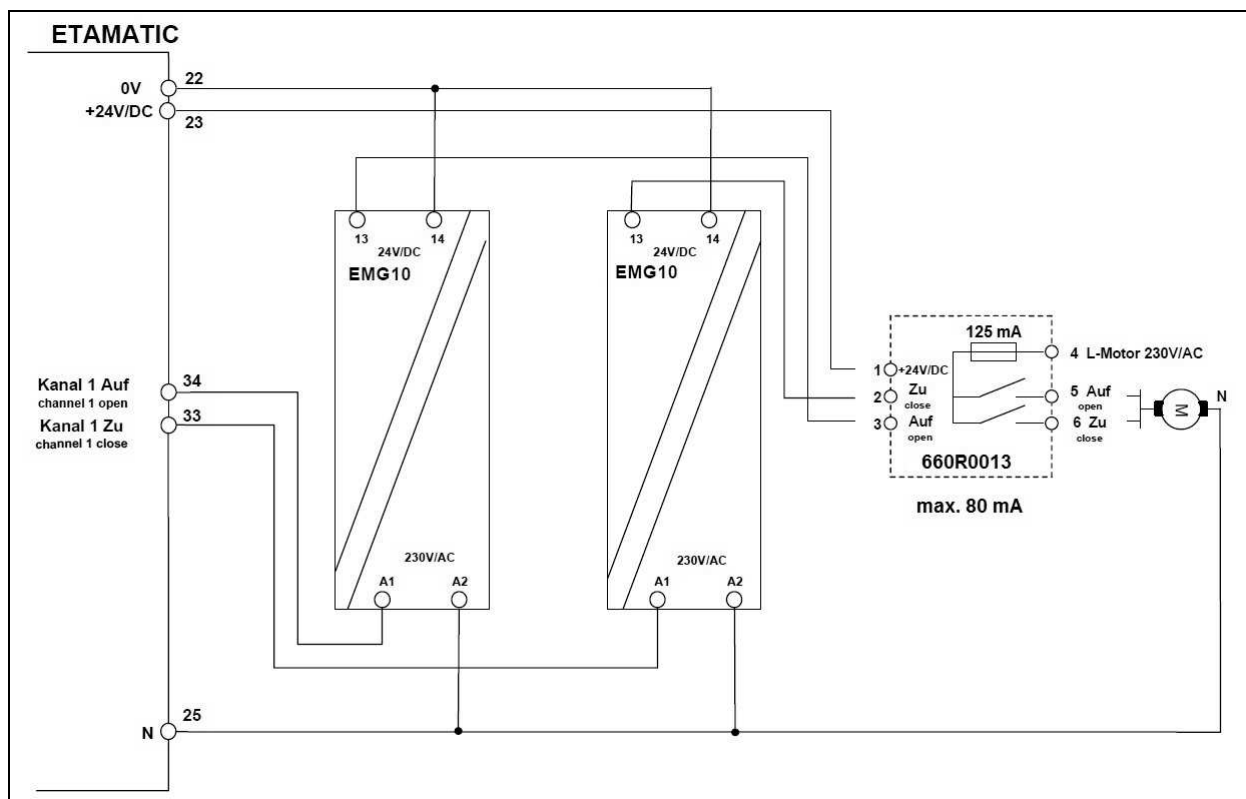 ETAMATIC
0V
22
+24V/DC
23
13
14
24V/DC
EMG10
13
14
24V/DC
EMG10
125 mA
4 L-Motor 230V/AC
1
+24V/DC
2
Zu
close
3
Auf
open
5 Auf
open
6 Zu
close
M
N
660R0013
max. 80 mA
Kanal 1 Auf
channel 1 open
34
Kanal 1 Zu
channel 1 close
33
230V/AC
A1
A2
230V/AC
A1
A2
N
25